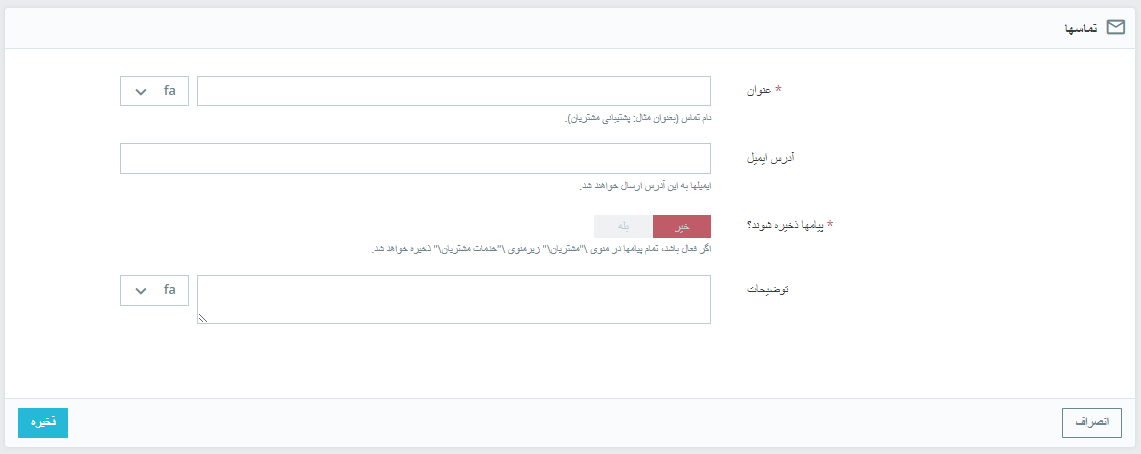 تماسها
* عنوان
fa
نام تماس (بعنوان مثال: پشتیبانی مشتریان).
آدرس ایمیل
ایمیلها به این آدرس ارسال خواهند شد.
* پیامها ذخیره شوند؟
خیر بله
اگر فعال باشد، تمام پیامها در منوی \"مشتریان\" زیرمنوی \"خدمات مشتریان\" ذخیره خواهد شد.
توضیحات
fa
انصراف
ذخیره